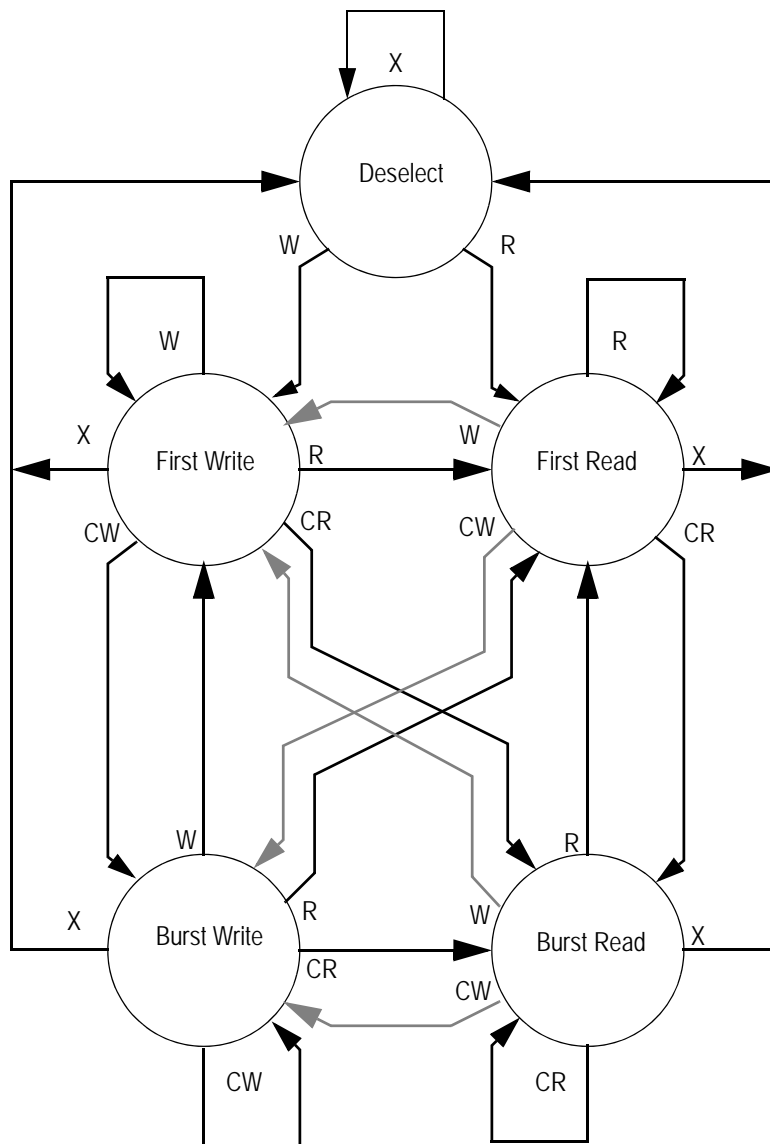 X
Deselect
W
R
W
R
X
W
First Write
R
First Read
X
CW
CR
CW
CR
W
R
X
R
W
Burst Write
Burst Read
X
CR
CW
CW
CR